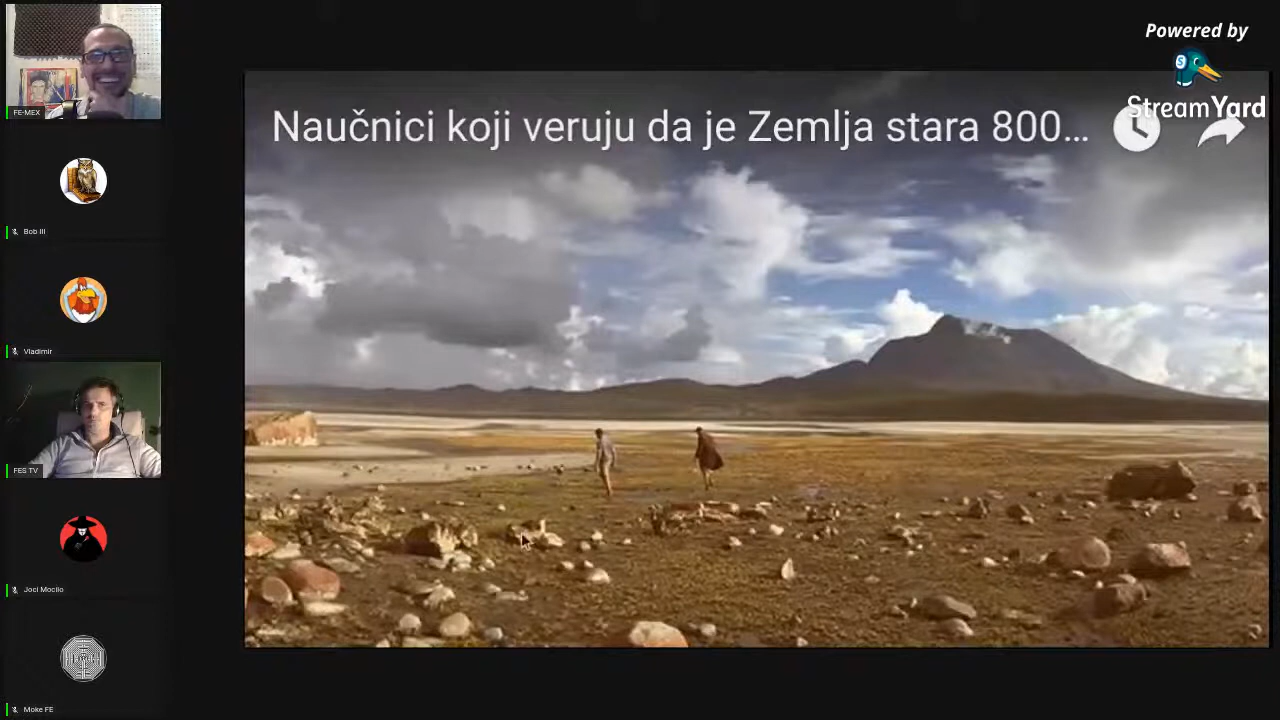 Powered by
StreamYard
Naučnici koji veruju da je Zemlja stara 800...
FE-MEX
Bob III
Vladimir
FES TV
Joci Mocilo
Moke FE